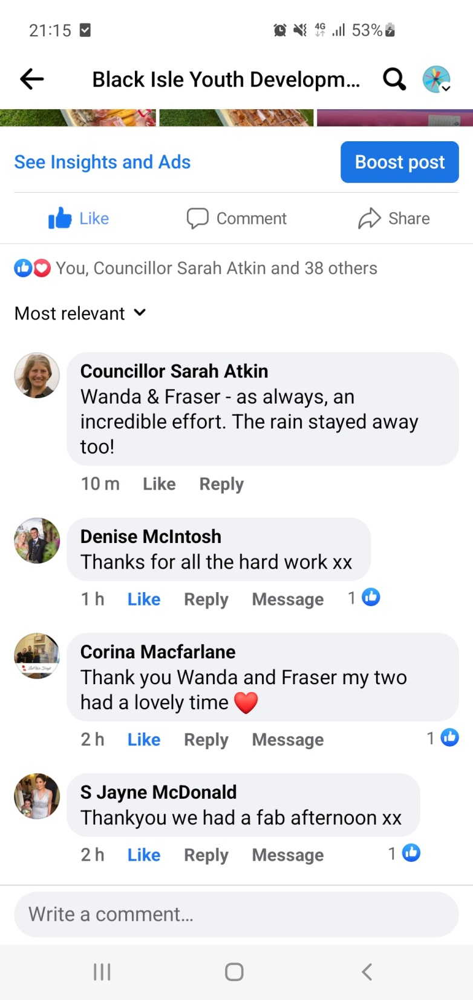 21:15
4G
53%
Black Isle Youth Developm...
See Insights and Ads
Boost post
Like
Comment
Share
You, Councillor Sarah Atkin and 38 others
Most relevant
Councillor Sarah Atkin
Wanda & Fraser - as always, an
incredible effort. The rain stayed away
too!
10 m Like Reply
Denise McIntosh
Thanks for all the hard work xx
1 h Like Reply Message 1
Corina Macfarlane
Thank you Wanda and Fraser my two
had a lovely time ❤️
2 h Like Reply Message 1
S Jayne McDonald
Thankyou we had a fab afternoon xx
2 h Like Reply Message 1
Write a comment...